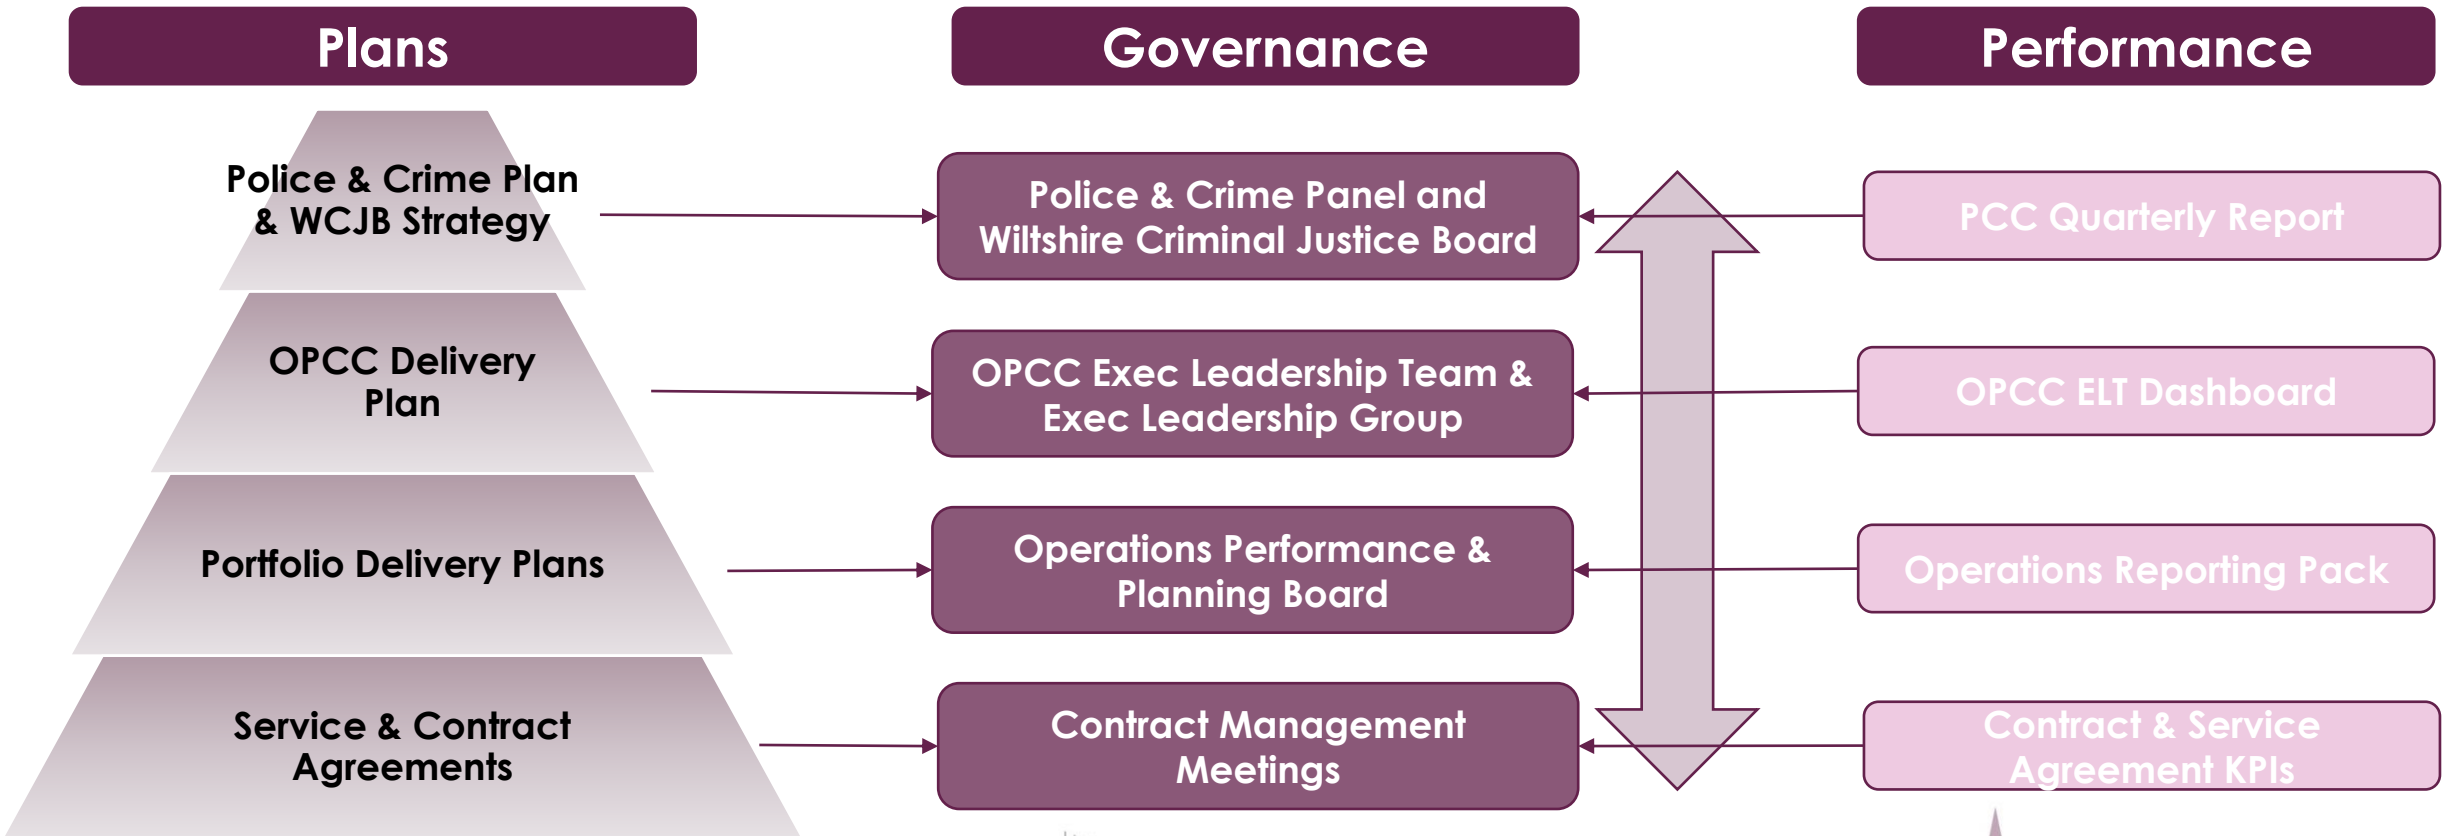 Plans
Governance
Performance
Police & Crime Plan
& WCJB Strategy
Police & Crime Panel and
Wiltshire Criminal Justice Board
PCC Quarterly Report
OPCC Delivery
Plan
OPCC Exec Leadership Team &
Exec Leadership Group
OPCC ELT Dashboard
Portfolio Delivery Plans
Operations Performance &
Planning Board
Operations Reporting Pack
Service & Contract
Agreements
Contract Management
Meetings
Contract & Service
Agreement KPIs